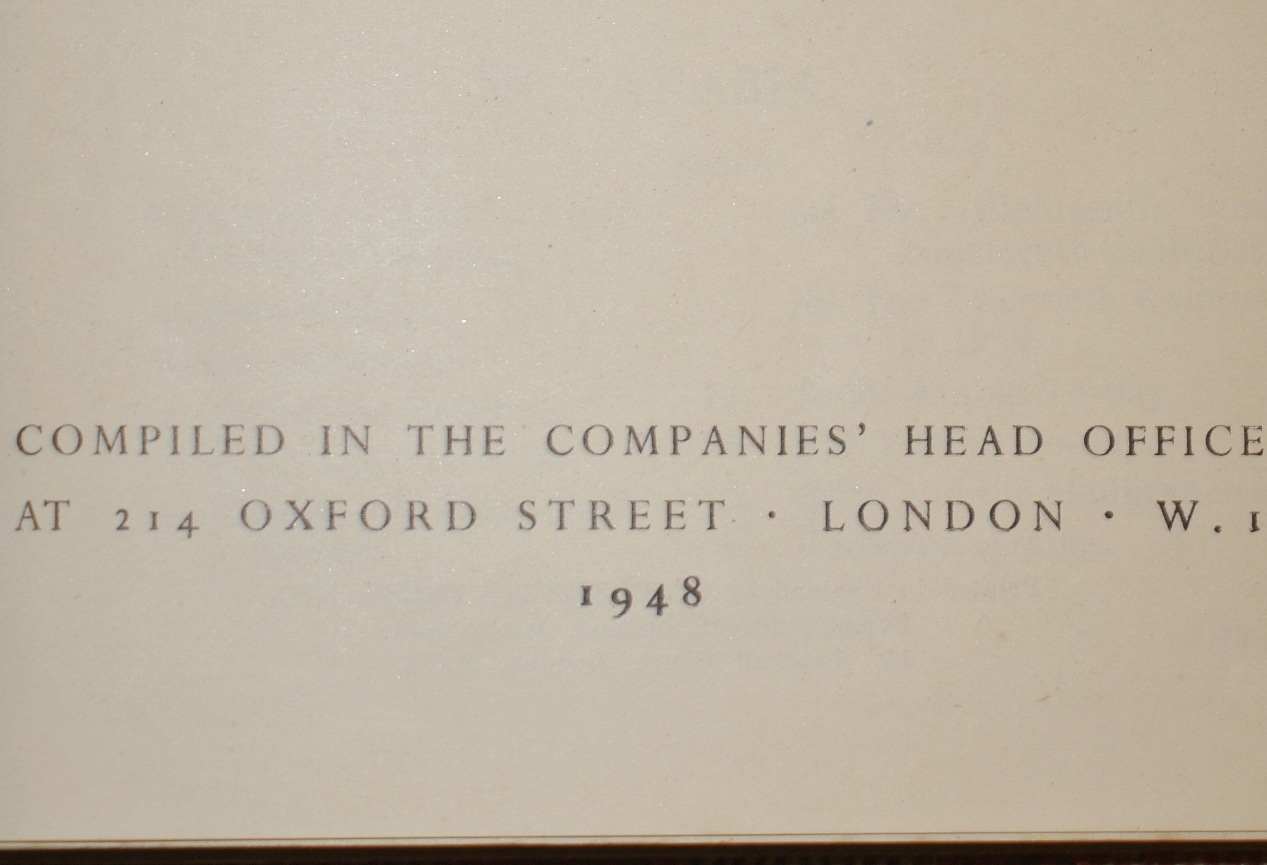 COMPILED IN THE COMPANIES’ HEAD OFFICE
AT 214 OXFORD STREET · LONDON · W. 1
1948